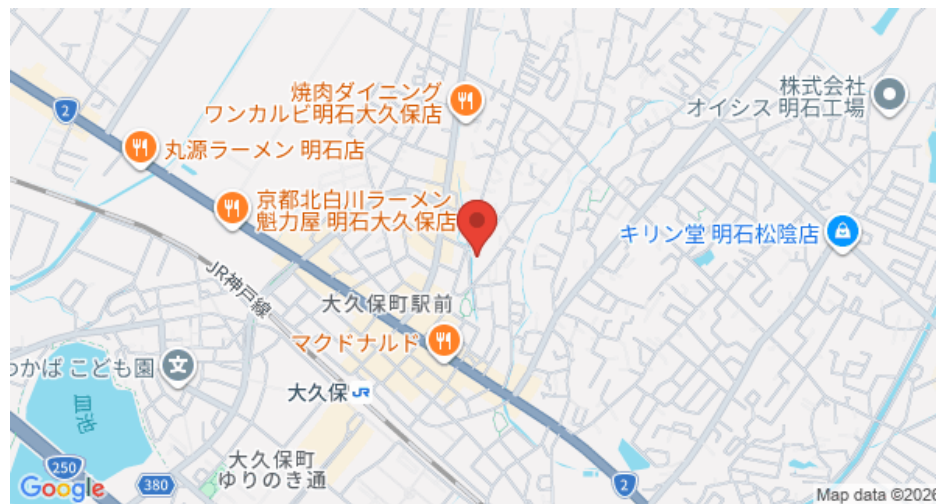 株式会社
オイシス 明石工場
焼肉ダイニング
ワンカルビ明石大久保店
2
丸源ラーメン 明石店
京都北白川ラーメン
魁力屋 明石大久保店
キリン堂 明石松陰店
JR神戸線
大久保町駅前
マクドナルド
わかば こども園
大久保 JR
皿池
大久保町
ゆりのき通
250
380
2
Google
Map data ©2026